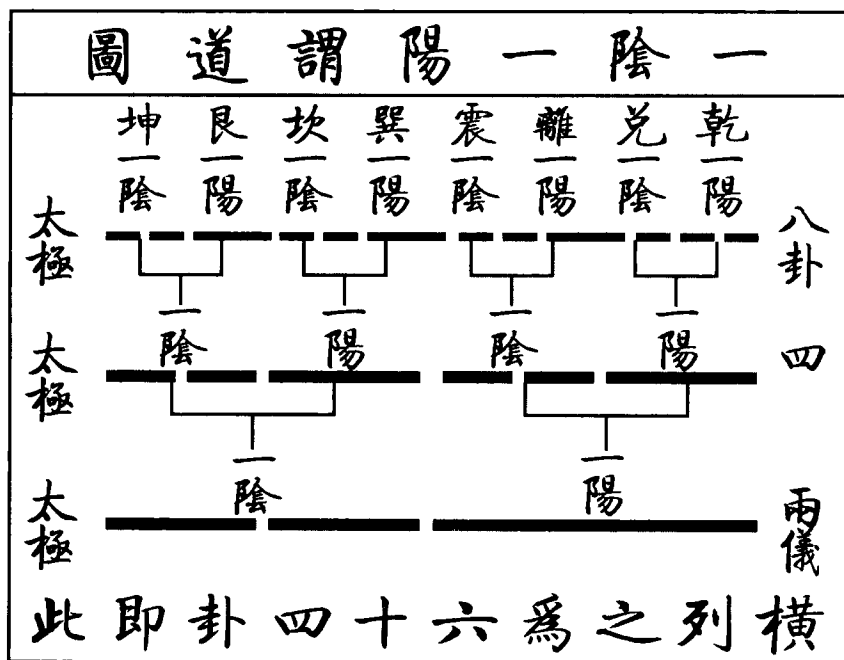 一陰一陽謂道圖
乾一陽
兌一陰
離一陽
震一陰
巽一陽
坎一陰
艮一陽
坤一陰
八卦
太極
一陽
一陰
一陽
一陰
四
太極
一陽
一陰
兩儀
太極
橫列之為六十四卦即此